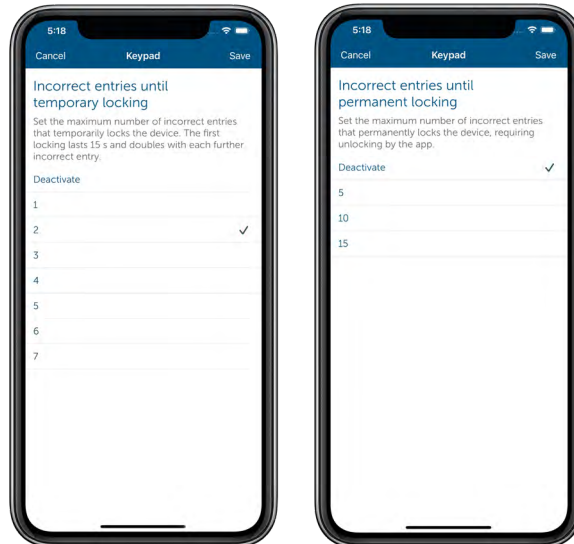 5:18
Cancel Keypad Save
Incorrect entries until
temporary locking
Set the maximum number of incorrect entries
that temporarily locks the device. The first
locking lasts 15 s and doubles with each further
incorrect entry.
Deactivate
1
2
3
4
5
6
7
5:18
Cancel Keypad Save
Incorrect entries until
permanent locking
Set the maximum number of incorrect entries
that permanently locks the device, requiring
unlocking by the app.
Deactivate
5
10
15